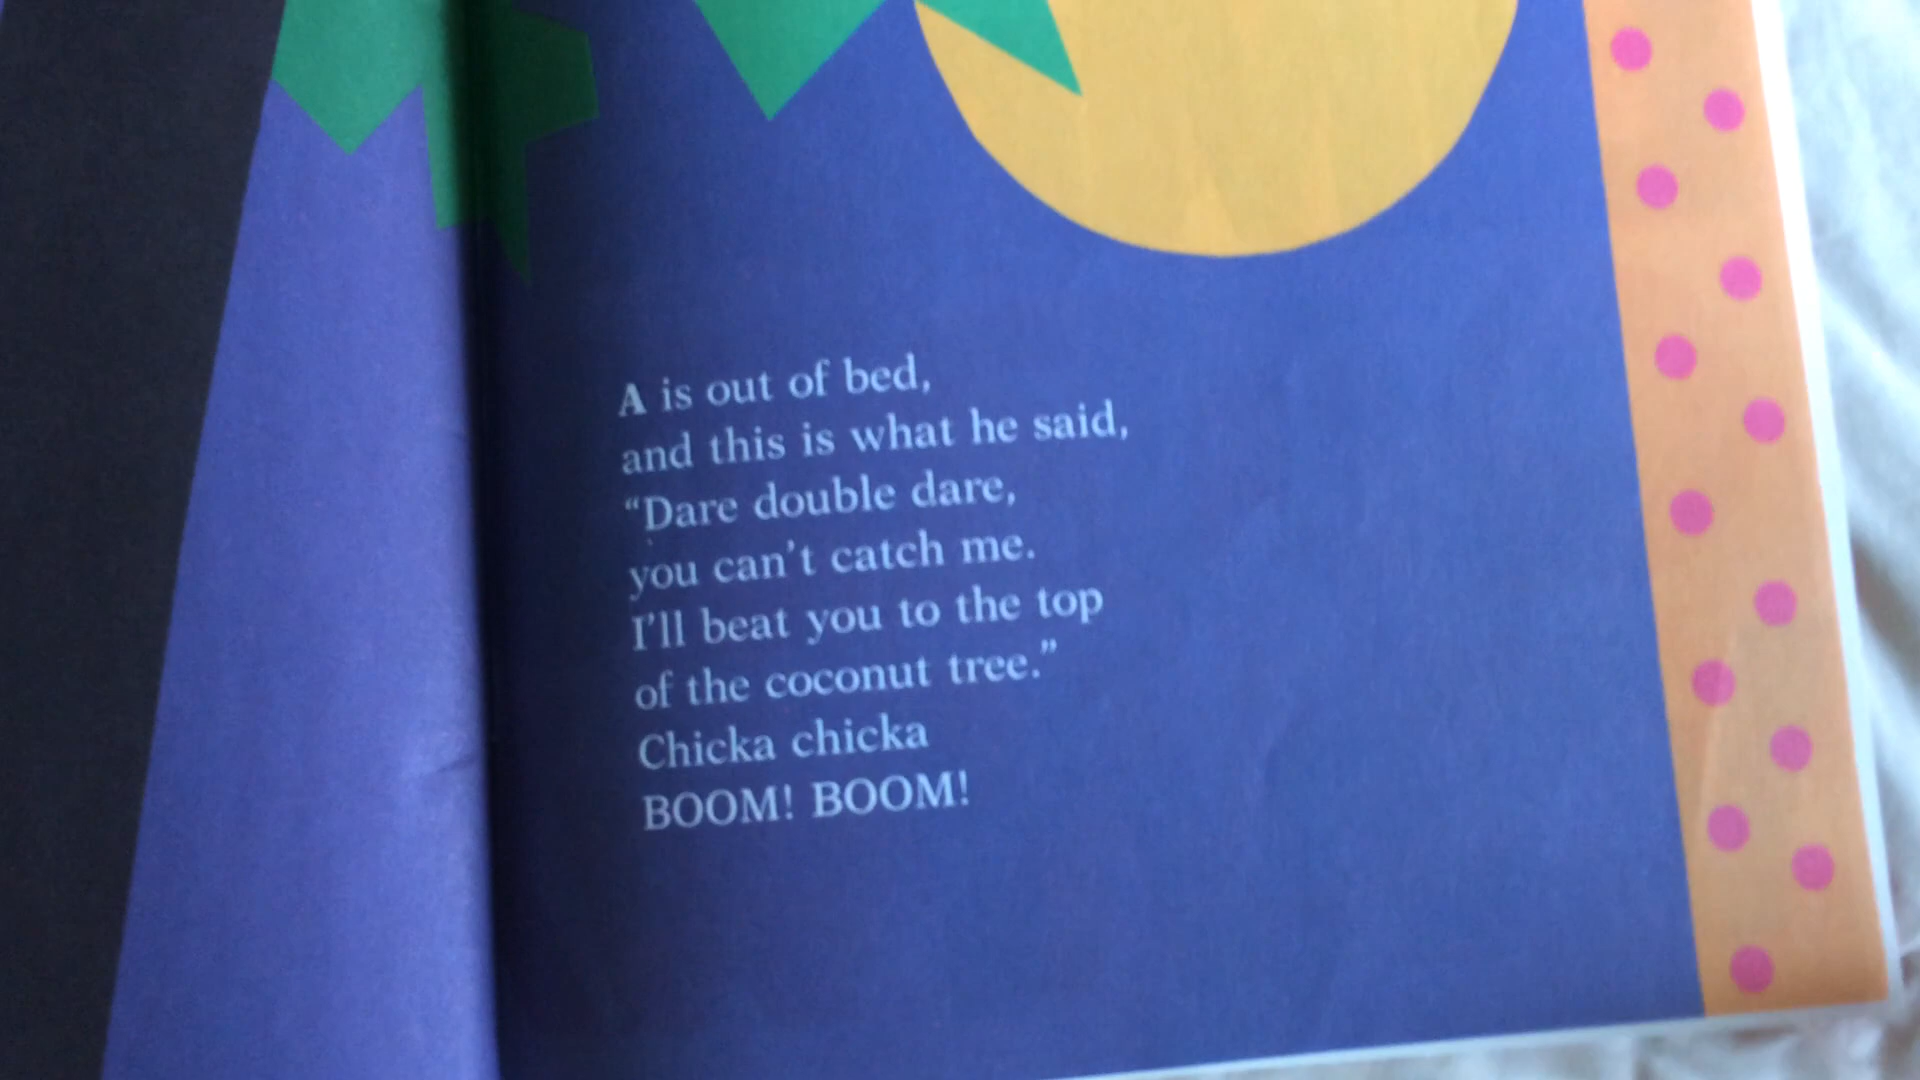 A is out of bed,
and this is what he said,
“Dare double dare,
you can’t catch me.
I’ll beat you to the top
of the coconut tree.”
Chicka chicka
BOOM! BOOM!